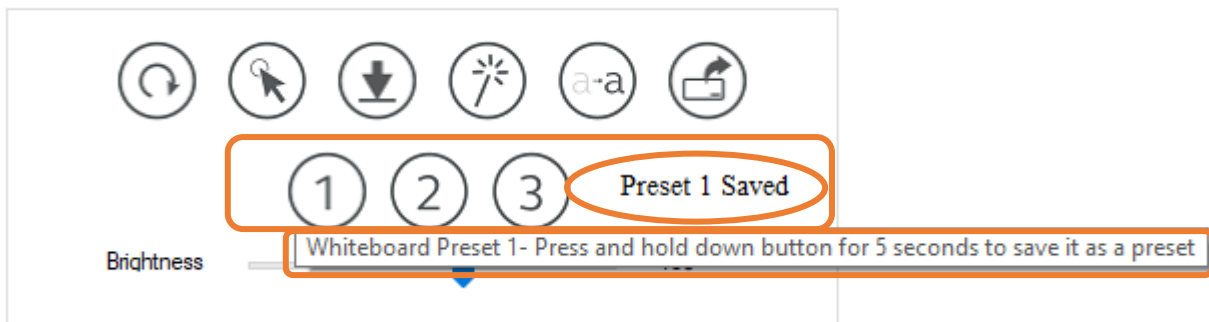 a-a
1 2 3 Preset 1 Saved
Whiteboard Preset 1- Press and hold down button for 5 seconds to save it as a preset
Brightness